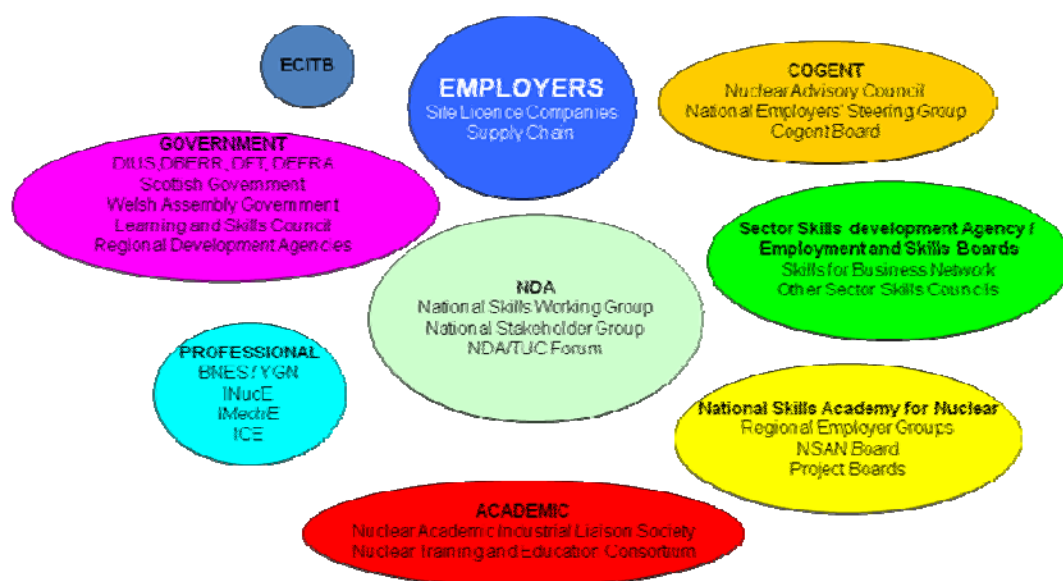 ECITB
EMPLOYERS
Site Licence Companies
Supply Chain
COGENT
Nuclear Advisory Council
National Employers' Steering Group
Cogent Board
GOVERNMENT
DIUS,DBERR, DFT, DEFRA
Scottish Government
Welsh Assembly Government
Learning and Skills Council
Regional Development Agencies
Sector Skills development Agency /
Employment and Skills Boards
Skills for Business Network
Other Sector Skills Councils
NDA
National Skills Working Group
National Stakeholder Group
NDA/TUC Forum
PROFESSIONAL
BNES / YGN
INucE
IMechE
ICE
National Skills Academy for Nuclear
Regional Employer Groups
NSAN Board
Project Boards
ACADEMIC
Nuclear Academic Industrial Liaison Society
Nuclear Training and Education Consortium